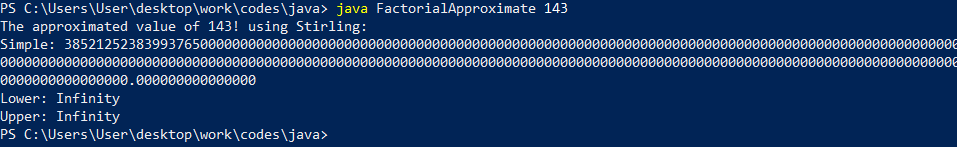 PS C:\Users\User\desktop\work\codes\java> java FactorialApproximate 143
The approximated value of 143! using Stirling:
Simple: 3852125238399376500000000000000000000000000000000000000000000000000000000000000000000000000000000000000000000000
000000000000000000000000000000000000000000000000000000000000000000000000000000000000000000000000000000000000000000000000
0000000000000000.000000000000000
Lower: Infinity
Upper: Infinity
PS C:\Users\User\desktop\work\codes\java>